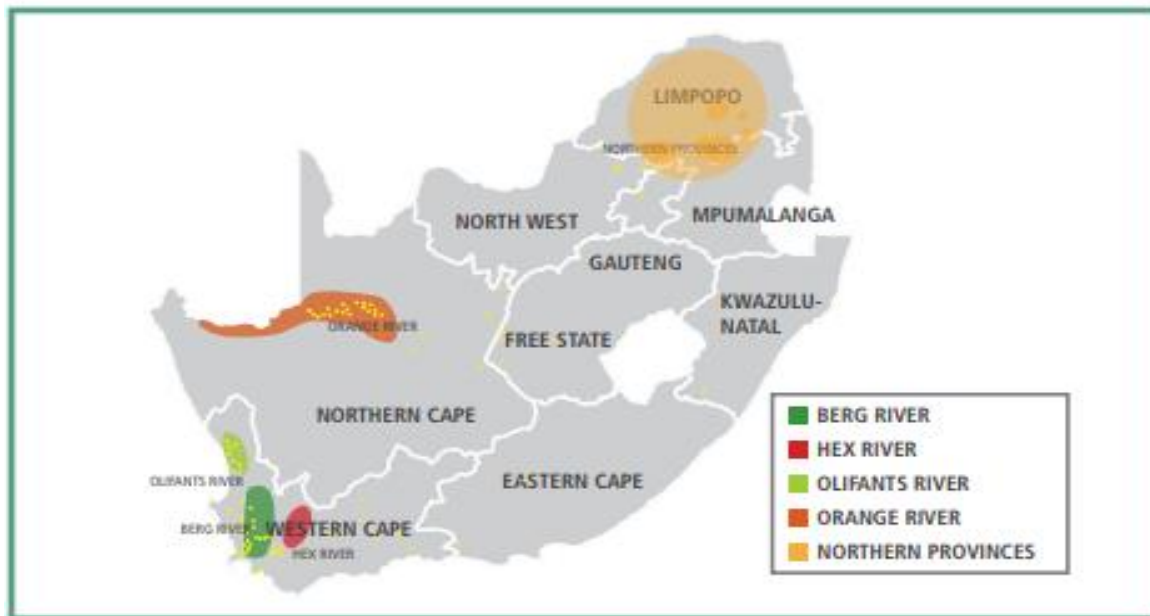 LIMPOPO
NORTHERN PROVINCES
NORTH WEST
MPUMALANGA
GAUTENG
KWAZULU-
NATAL
ORANGE RIVER
FREE STATE
NORTHERN CAPE
EASTERN CAPE
OLIFANTS RIVER
BERG RIVER
WESTERN CAPE
HEX RIVER
BERG RIVER
HEX RIVER
OLIFANTS RIVER
ORANGE RIVER
NORTHERN PROVINCES